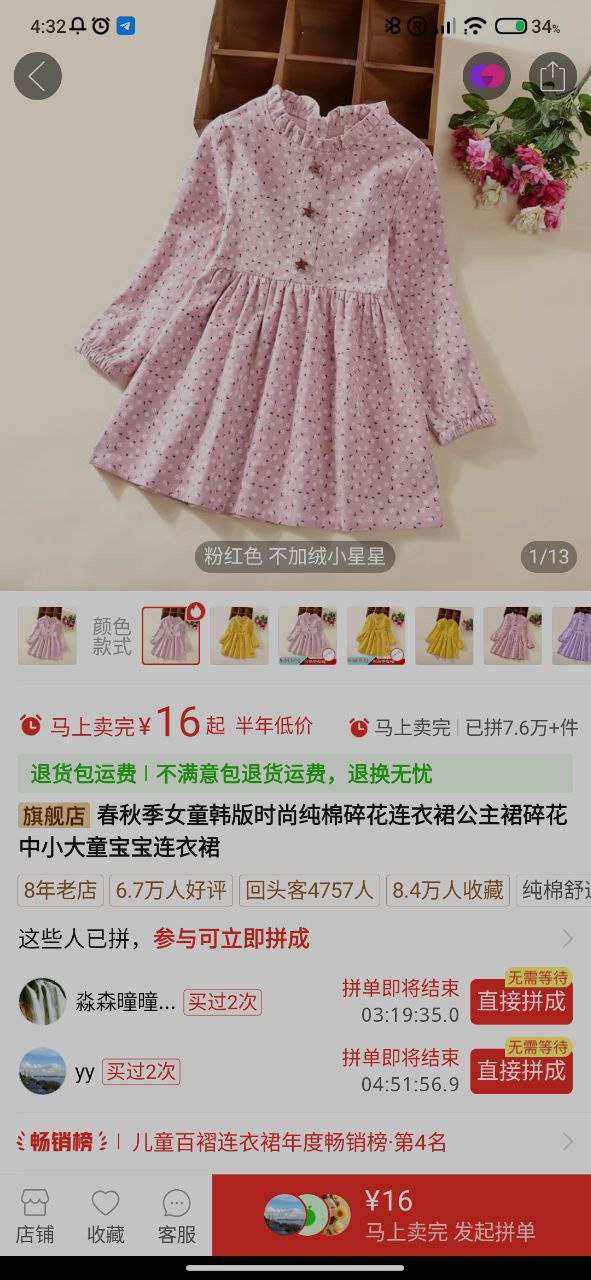 4:32
34%
粉红色 不加绒小星星
1/13
颜色
款式
马上卖完¥16起 半年低价
马上卖完 | 已拼7.6万+件
退货包运费 | 不满意包退货运费，退换无忧
旗舰店 春秋季女童韩版时尚纯棉碎花连衣裙公主裙碎花
中小大童宝宝连衣裙
8年老店 6.7万人好评 回头客4757人 8.4万人收藏 纯棉舒
这些人已拼，参与可立即拼成
淼森曈曈... 买过2次
拼单即将结束
03:19:35.0
无需等待
直接拼成
yy 买过2次
拼单即将结束
04:51:56.9
无需等待
直接拼成
畅销榜 | 儿童百褶连衣裙年度畅销榜·第4名
店铺
收藏
客服
¥16
马上卖完 发起拼单